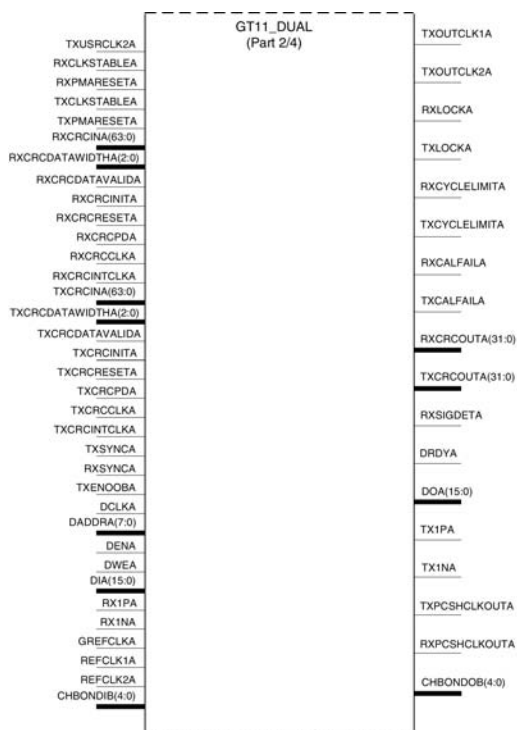 GT11_DUAL
(Part 2/4)
TXUSRCLK2A
RXCLKSTABLEA
RXPMARESETA
TXCLKSTABLEA
TXPMARESETA
RXCRCINA(63:0)
RXCRCDATAWIDTHA(2:0)
RXCRCDATAVALIDA
RXCRCINITA
RXCRCRESETA
RXCRCPDA
RXCRCCLKA
RXCRCINTCLKA
TXCRCINA(63:0)
TXCRCDATAWIDTHA(2:0)
TXCRCDATAVALIDA
TXCRCINITA
TXCRCRESETA
TXCRCPDA
TXCRCCLKA
TXCRCINTCLKA
TXSYNCA
RXSYNCA
TXENOOBA
DCLKA
DADDRA(7:0)
DENA
DWEA
DIA(15:0)
RX1PA
RX1NA
GREFCLKA
REFCLK1A
REFCLK2A
CHBONDIB(4:0)
TXOUTCLK1A
TXOUTCLK2A
RXLOCKA
TXLOCKA
RXCYCLELIMITA
TXCYCLELIMITA
RXCALFAILA
TXCALFAILA
RXCRCOUTA(31:0)
TXCRCOUTA(31:0)
RXSIGDETA
DRDYA
DOA(15:0)
TX1PA
TX1NA
TXPCSHCLKOUTA
RXPCSHCLKOUTA
CHBONDOB(4:0)